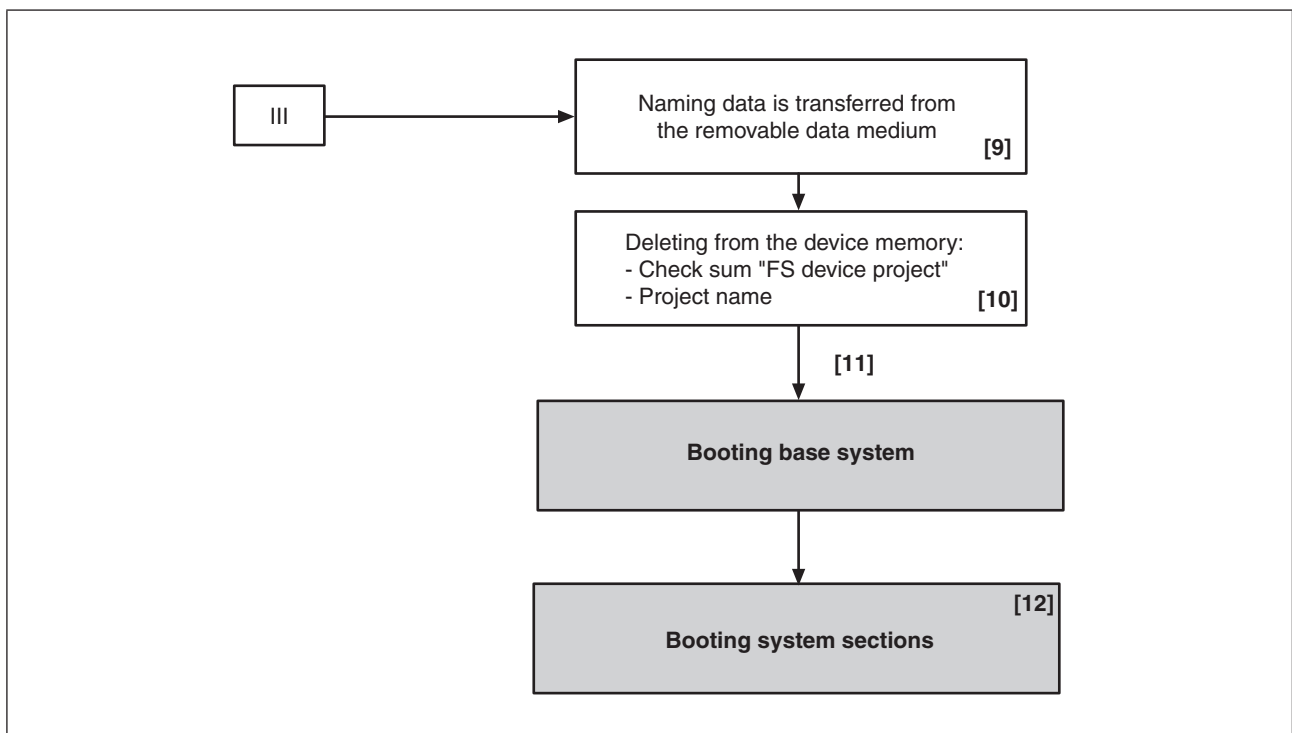 III
Naming data is transferred from
the removable data medium
[9]
Deleting from the device memory:
- Check sum "FS device project"
- Project name
[10]
[11]
Booting base system
[12]
Booting system sections